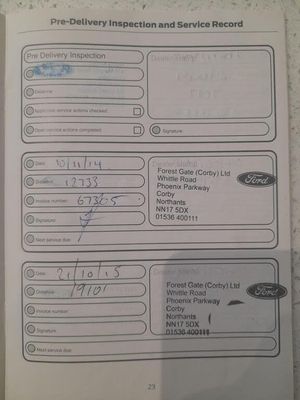 Pre-Delivery Inspection and Service Record
Pre Delivery Inspection
Date
Distance
Applicable service actions checked:
Open service actions completed:
Signature
Date 10/11/14
Distance 12733
Invoice number 67305
Signature
Next service due
Forest Gate (Corby) Ltd
Whittle Road
Phoenix Parkway
Corby
Northants
NN17 5DX
01536 400111
Ford
Date 21/10/15
Distance 19101
Invoice number
Signature
Next service due
Forest Gate (Corby) Ltd
Whittle Road
Phoenix Parkway
Corby
Northants
NN17 5DX
01536 400111
Ford
23